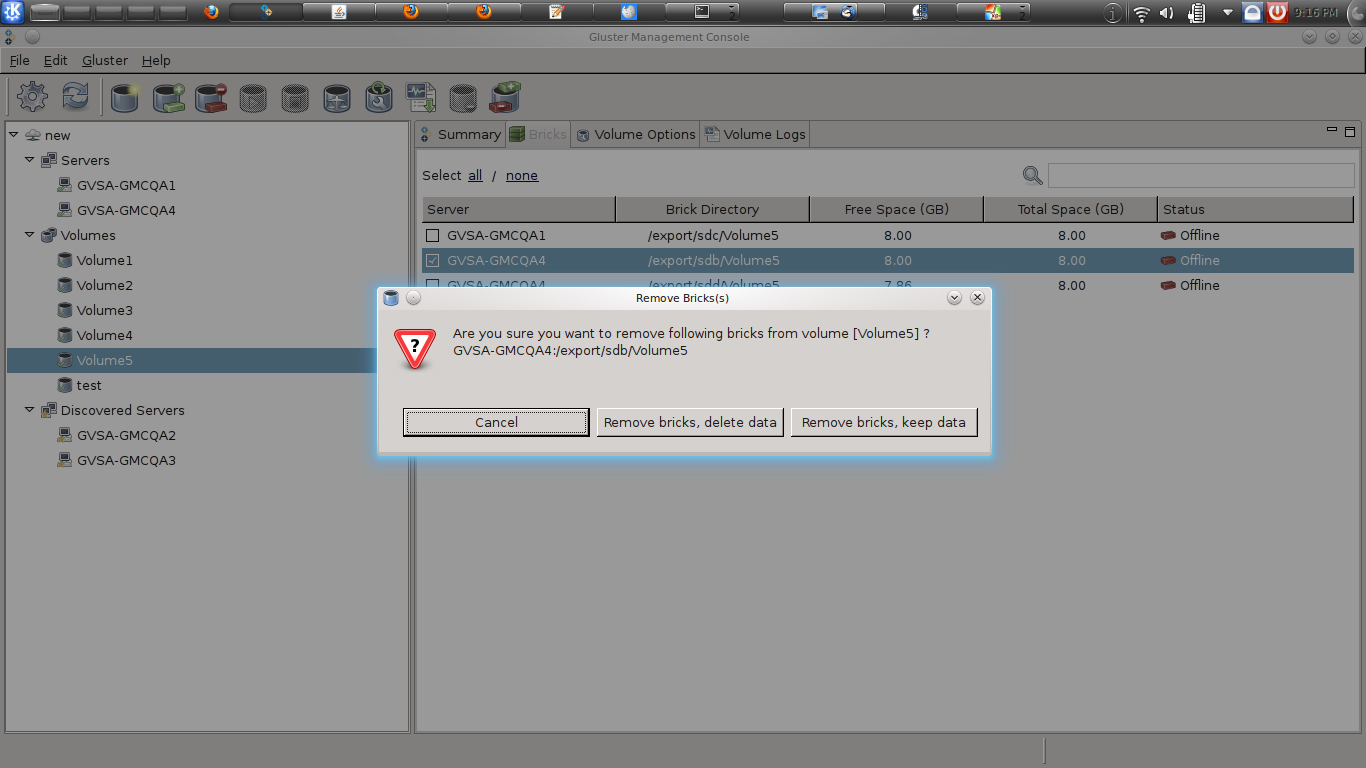 2 2 2 9:16 PM
Gluster Management Console
File Edit Gluster Help
new
Servers
GVSA-GMCQA1
GVSA-GMCQA4
Volumes
Volume1
Volume2
Volume3
Volume4
Volume5
test
Discovered Servers
GVSA-GMCQA2
GVSA-GMCQA3
Summary Bricks Volume Options Volume Logs
Select all / none
Server Brick Directory Free Space (GB) Total Space (GB) Status
GVSA-GMCQA1 /export/sdc/Volume5 8.00 8.00 Offline
GVSA-GMCQA4 /export/sdb/Volume5 8.00 8.00 Offline
GVSA-GMCQA4 /export/sdd/Volume5 7.86 8.00 Offline
Remove Bricks(s)
Are you sure you want to remove following bricks from volume [Volume5] ?
GVSA-GMCQA4:/export/sdb/Volume5
Cancel Remove bricks, delete data Remove bricks, keep data